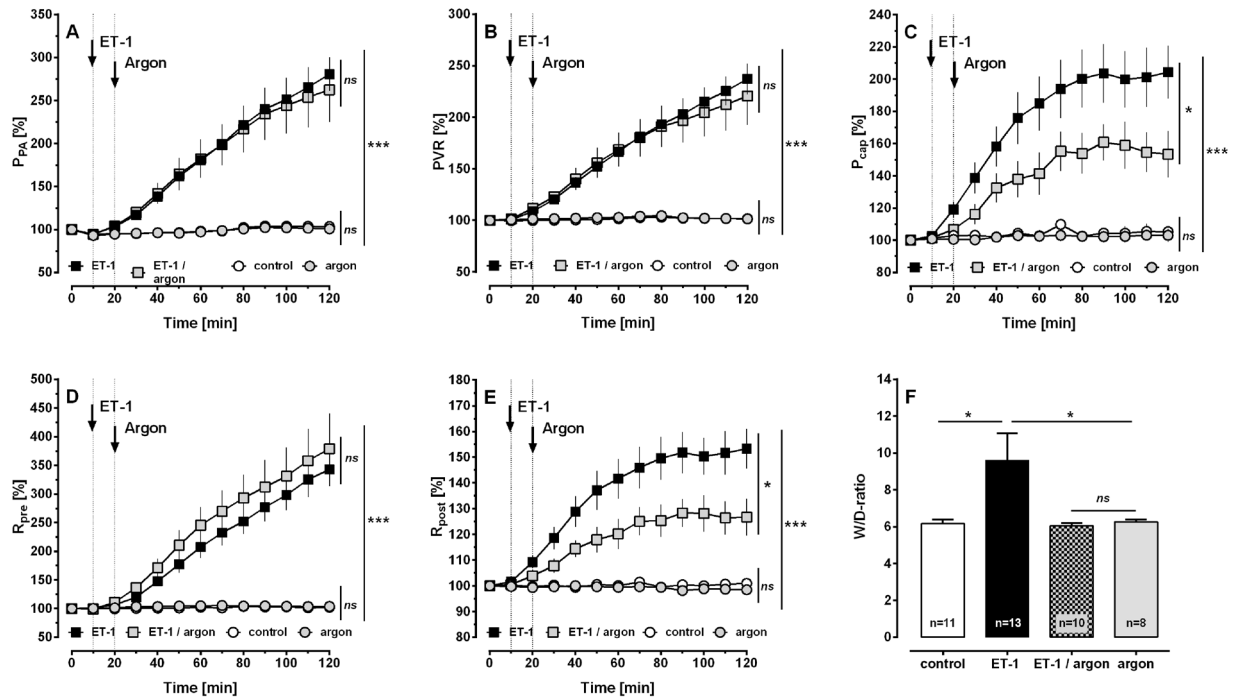 A
ET-1
Argon
P_PA [%]
350
300
250
200
150
100
50
ns
***
ns
ET-1
ET-1 / argon
control
argon
0 20 40 60 80 100 120
Time [min]
B
ET-1
Argon
PVR [%]
300
250
200
150
100
50
0
ns
***
ns
ET-1
ET-1 / argon
control
argon
0 20 40 60 80 100 120
Time [min]
C
ET-1
Argon
P_cap [%]
240
220
200
180
160
140
120
100
80
*
***
ns
ET-1
ET-1 / argon
control
argon
0 20 40 60 80 100 120
Time [min]
D
ET-1
Argon
R_pre [%]
500
450
400
350
300
250
200
150
100
50
ns
***
ns
ET-1
ET-1 / argon
control
argon
0 20 40 60 80 100 120
Time [min]
E
ET-1
Argon
R_post [%]
180
170
160
150
140
130
120
110
100
90
80
*
***
ns
ET-1
ET-1 / argon
control
argon
0 20 40 60 80 100 120
Time [min]
F
W/D-ratio
14
12
10
8
6
4
2
0
*
*
ns
n=11
n=13
n=10
n=8
control
ET-1
ET-1 / argon
argon